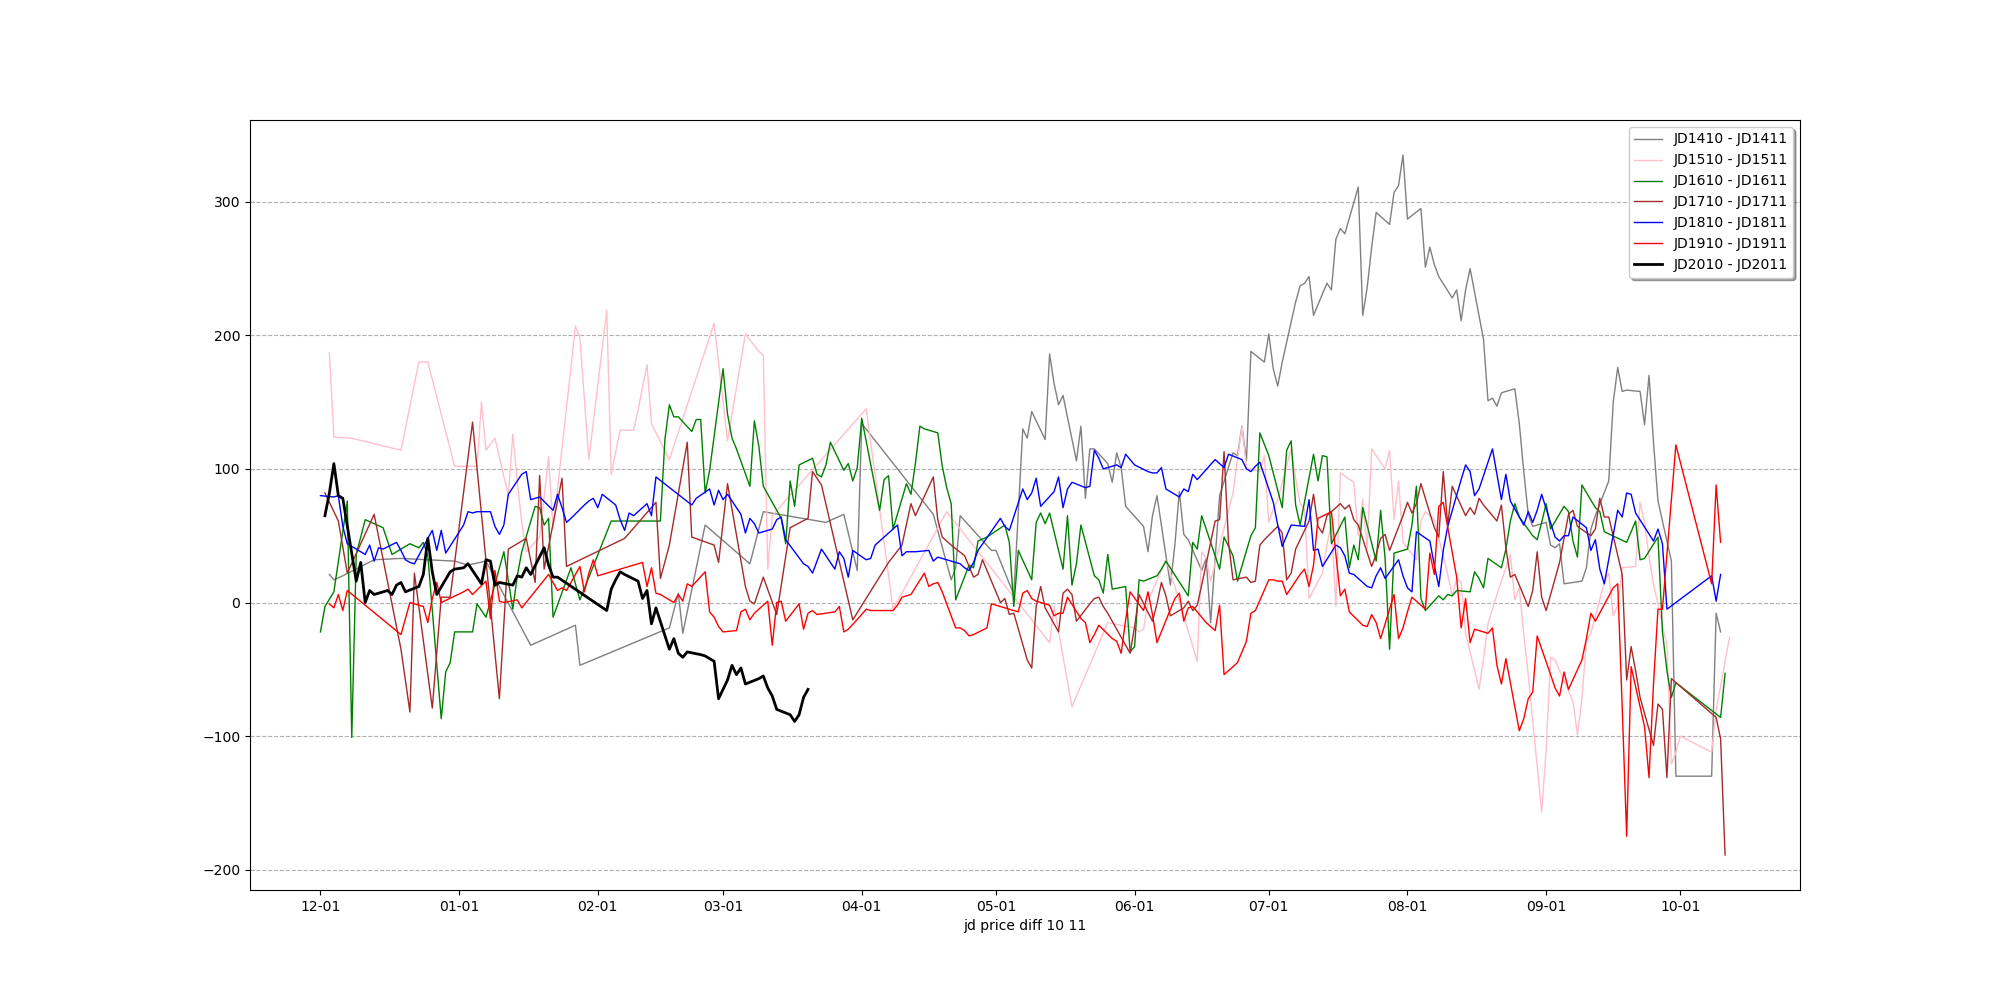 JD1410 - JD1411
JD1510 - JD1511
JD1610 - JD1611
JD1710 - JD1711
JD1810 - JD1811
JD1910 - JD1911
JD2010 - JD2011
300
200
100
0
−100
−200
12-01 01-01 02-01 03-01 04-01 05-01 06-01 07-01 08-01 09-01 10-01
jd price diff 10 11